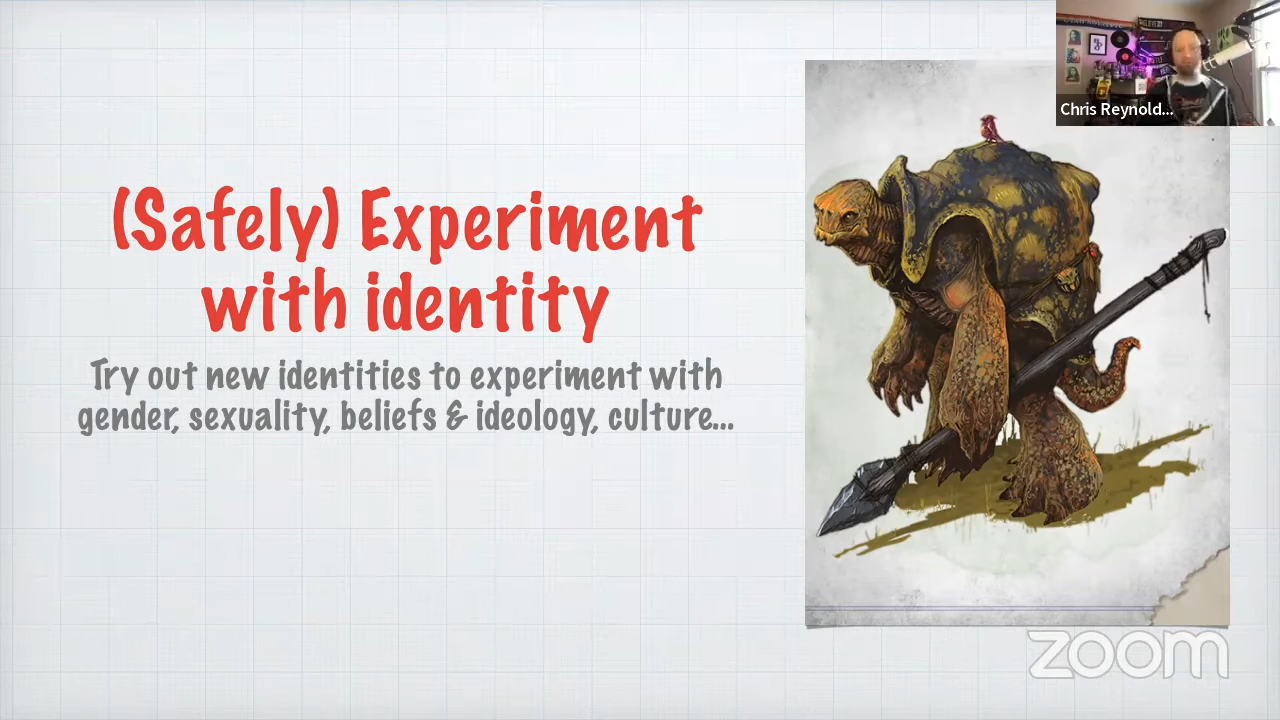 (Safely) Experiment
with identity
Try out new identities to experiment with
gender, sexuality, beliefs & ideology, culture...
Chris Reynold...
zoom